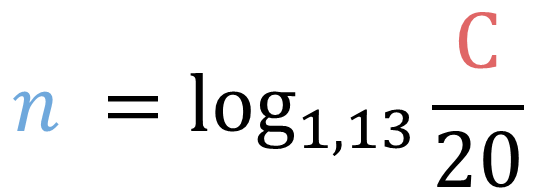 n = log₁,₁₃ C/20